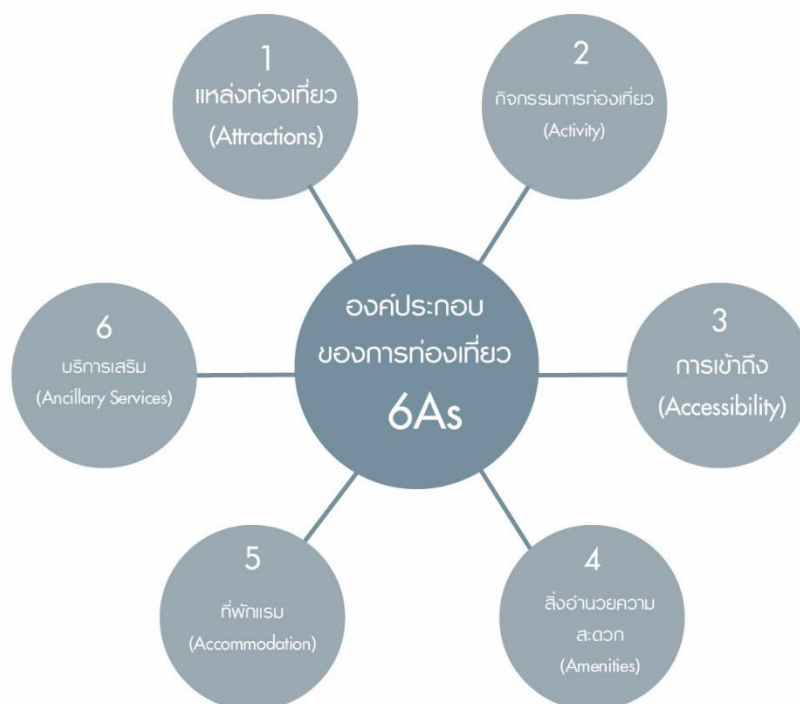 องค์ประกอบ
ของการท่องเที่ยว
6As
1
แหล่งท่องเที่ยว
(Attractions)
2
กิจกรรมการท่องเที่ยว
(Activity)
3
การเข้าถึง
(Accessibility)
4
สิ่งอำนวยความ
สะดวก
(Amenities)
5
ที่พักแรม
(Accommodation)
6
บริการเสริม
(Ancillary Services)